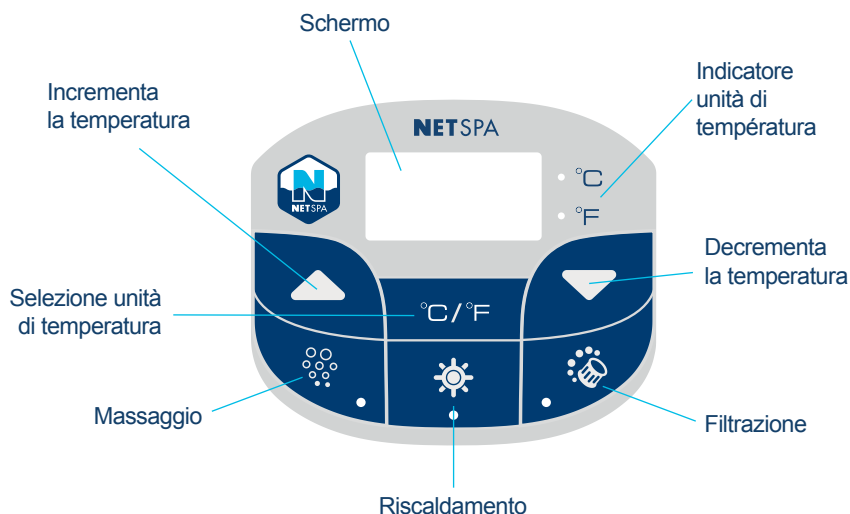 Schermo
Incrementa
la temperatura
Indicatore
unità di
températura
NETSPA
N
NETSPA
°C
°F
Decrementa
la temperatura
Selezione unità
di temperatura
°C/°F
Massaggio
Filtrazione
Riscaldamento